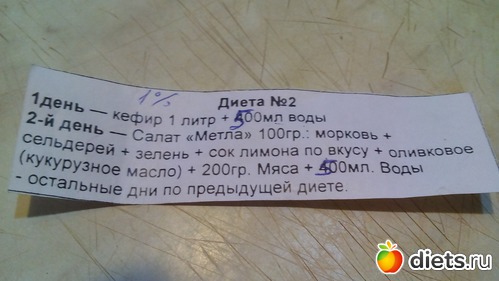 1%
Диета №2
1день — кефир 1 литр + 500мл воды
2-й день — Салат «Метла» 100гр.: морковь +
сельдерей + зелень + сок лимона по вкусу + оливковое
(кукурузное масло) + 200гр. Мяса + 500мл. Воды
- остальные дни по предыдущей диете.
diets.ru